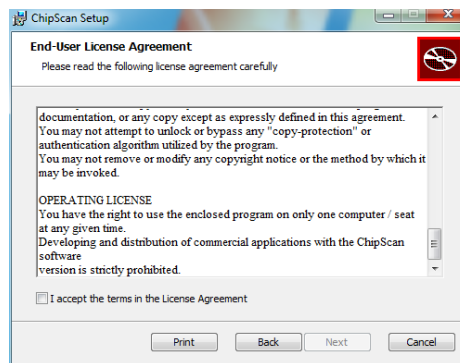 ChipScan Setup
End-User License Agreement
Please read the following license agreement carefully
documentation, or any copy except as expressly defined in this agreement.
You may not attempt to unlock or bypass any "copy-protection" or
authentication algorithm utilized by the program.
You may not remove or modify any copyright notice or the method by which it
may be invoked.
OPERATING LICENSE
You have the right to use the enclosed program on only one computer / seat
at any given time.
Developing and distribution of commercial applications with the ChipScan
software
version is strictly prohibited.
I accept the terms in the License Agreement
Print Back Next Cancel